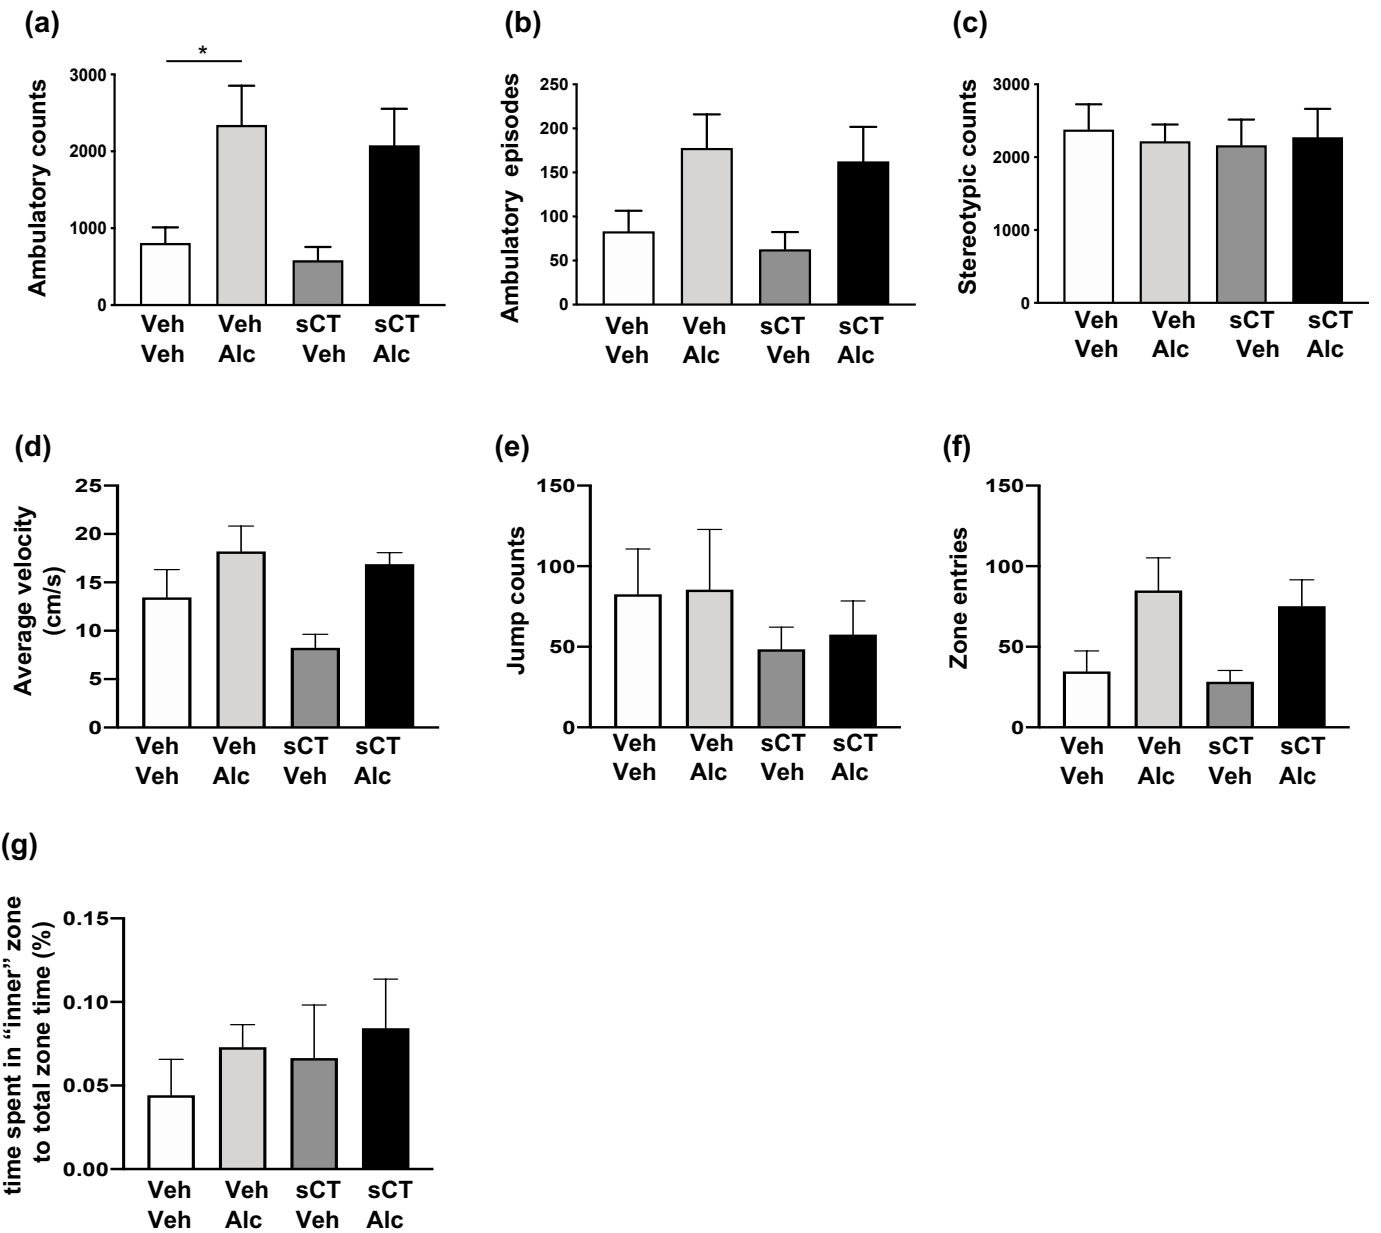 (a)
*
Ambulatory counts
3000
2000
1000
0
Veh Veh sCT sCT
Veh Alc Veh Alc
(b)
Ambulatory episodes
250
200
150
100
50
0
Veh Veh sCT sCT
Veh Alc Veh Alc
(c)
Stereotypic counts
3000
2000
1000
0
Veh Veh sCT sCT
Veh Alc Veh Alc
(d)
Average velocity
(cm/s)
25
20
15
10
5
0
Veh Veh sCT sCT
Veh Alc Veh Alc
(e)
Jump counts
150
100
50
0
Veh Veh sCT sCT
Veh Alc Veh Alc
(f)
Zone entries
150
100
50
0
Veh Veh sCT sCT
Veh Alc Veh Alc
(g)
time spent in “inner” zone
to total zone time (%)
0.15
0.10
0.05
0.00
Veh Veh sCT sCT
Veh Alc Veh Alc